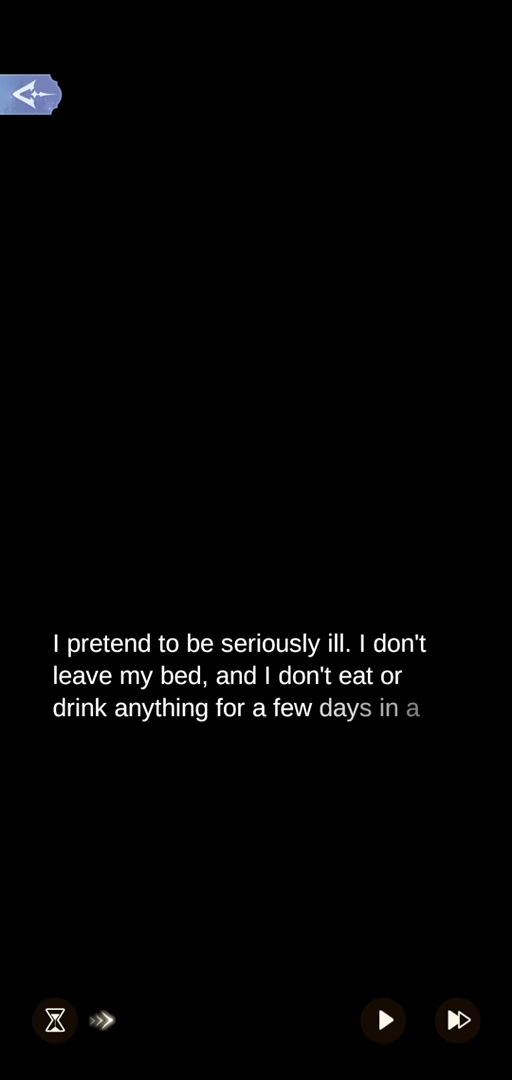 I pretend to be seriously ill. I don't
leave my bed, and I don't eat or
drink anything for a few days in a